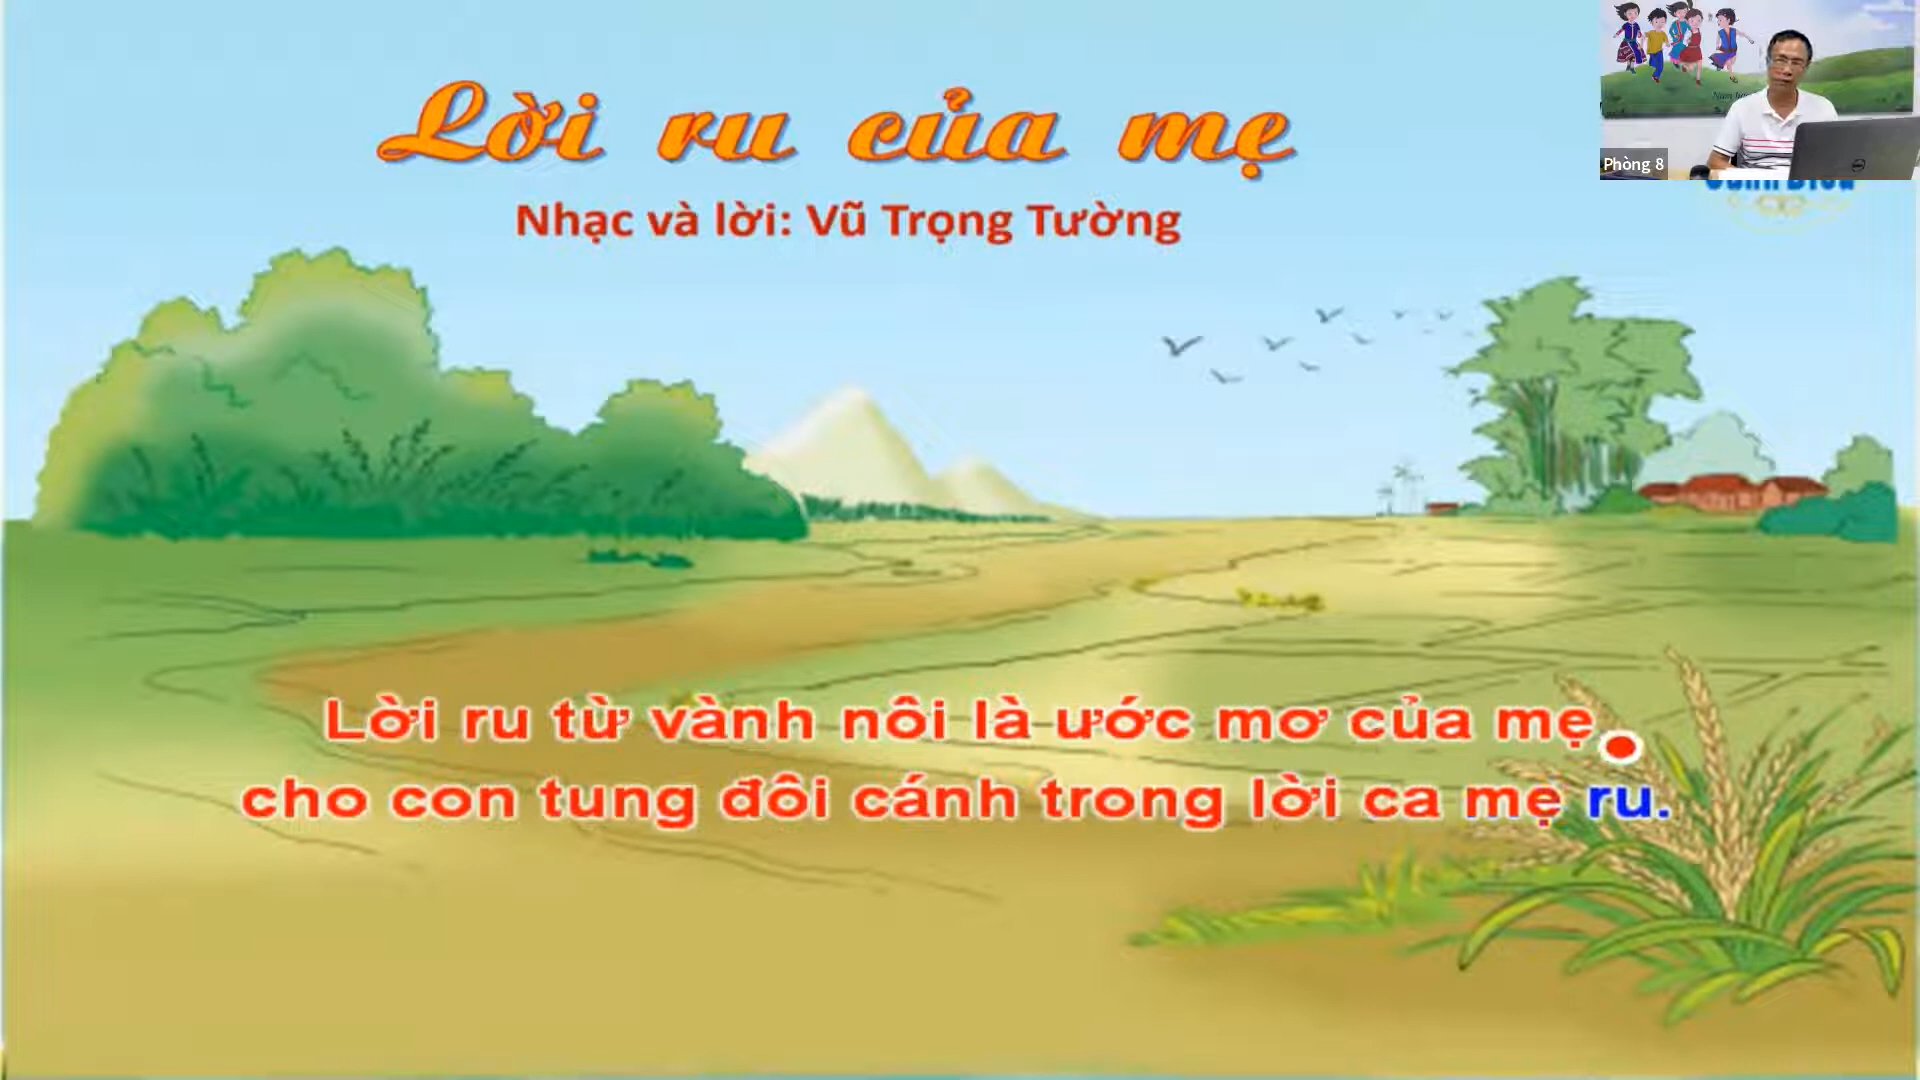 Lời ru của mẹ
Nhạc và lời: Vũ Trọng Tường
Phòng 8
Lời ru từ vành nôi là ước mơ của mẹ
cho con tung đôi cánh trong lời ca mẹ ru.